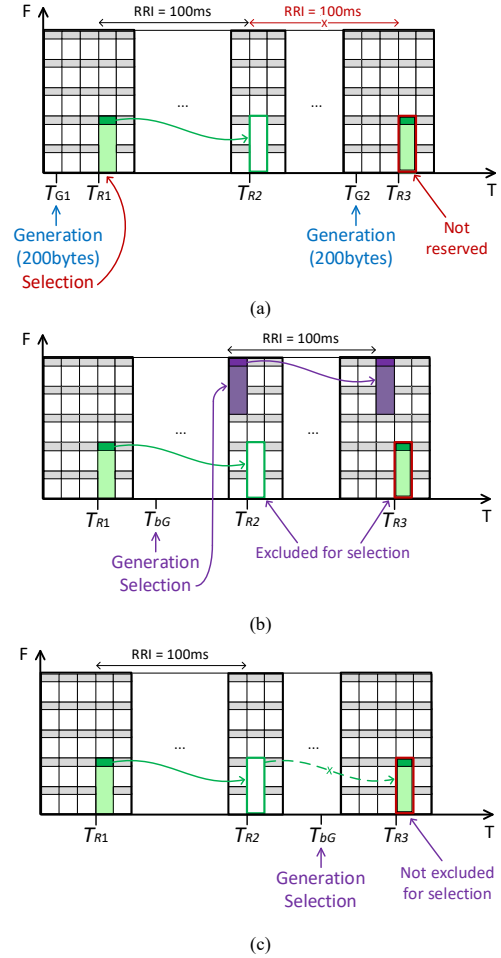 F
RRI = 100ms
RRI = 100ms
x
...
...
T
TG1
TR1
TR2
TG2
TR3
Generation
(200bytes)
Selection
Generation
(200bytes)
Not
reserved
(a)
F
RRI = 100ms
...
...
T
TR1
TbG
TR2
TR3
Generation
Selection
Excluded for selection
(b)
F
RRI = 100ms
...
...
x
T
TR1
TR2
TbG
TR3
Generation
Selection
Not excluded
for selection
(c)